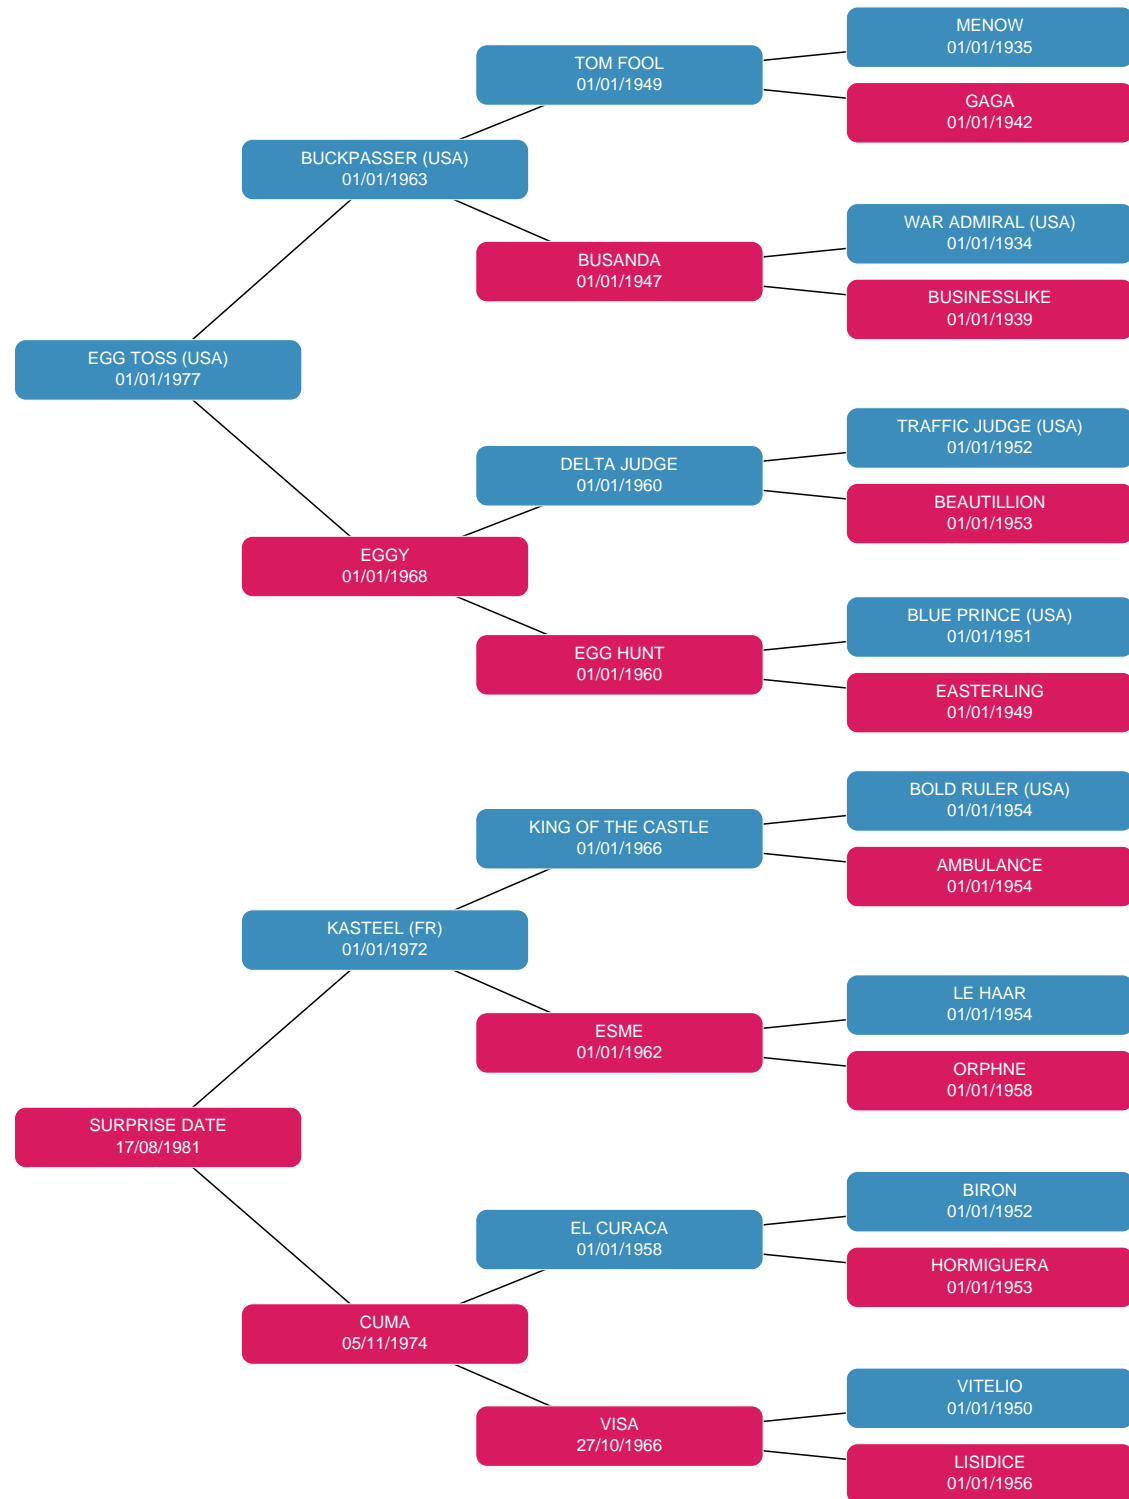 MENOW
01/01/1935
TOM FOOL
01/01/1949
GAGA
01/01/1942
BUCKPASSER (USA)
01/01/1963
WAR ADMIRAL (USA)
01/01/1934
BUSANDA
01/01/1947
BUSINESSLIKE
01/01/1939
EGG TOSS (USA)
01/01/1977
TRAFFIC JUDGE (USA)
01/01/1952
DELTA JUDGE
01/01/1960
BEAUTILLION
01/01/1953
EGGY
01/01/1968
BLUE PRINCE (USA)
01/01/1951
EGG HUNT
01/01/1960
EASTERLING
01/01/1949
BOLD RULER (USA)
01/01/1954
KING OF THE CASTLE
01/01/1966
AMBULANCE
01/01/1954
KASTEEL (FR)
01/01/1972
LE HAAR
01/01/1954
ESME
01/01/1962
ORPHNE
01/01/1958
SURPRISE DATE
17/08/1981
BIRON
01/01/1952
EL CURACA
01/01/1958
HORMIGUERA
01/01/1953
CUMA
05/11/1974
VITELIO
01/01/1950
VISA
27/10/1966
LISIDICE
01/01/1956